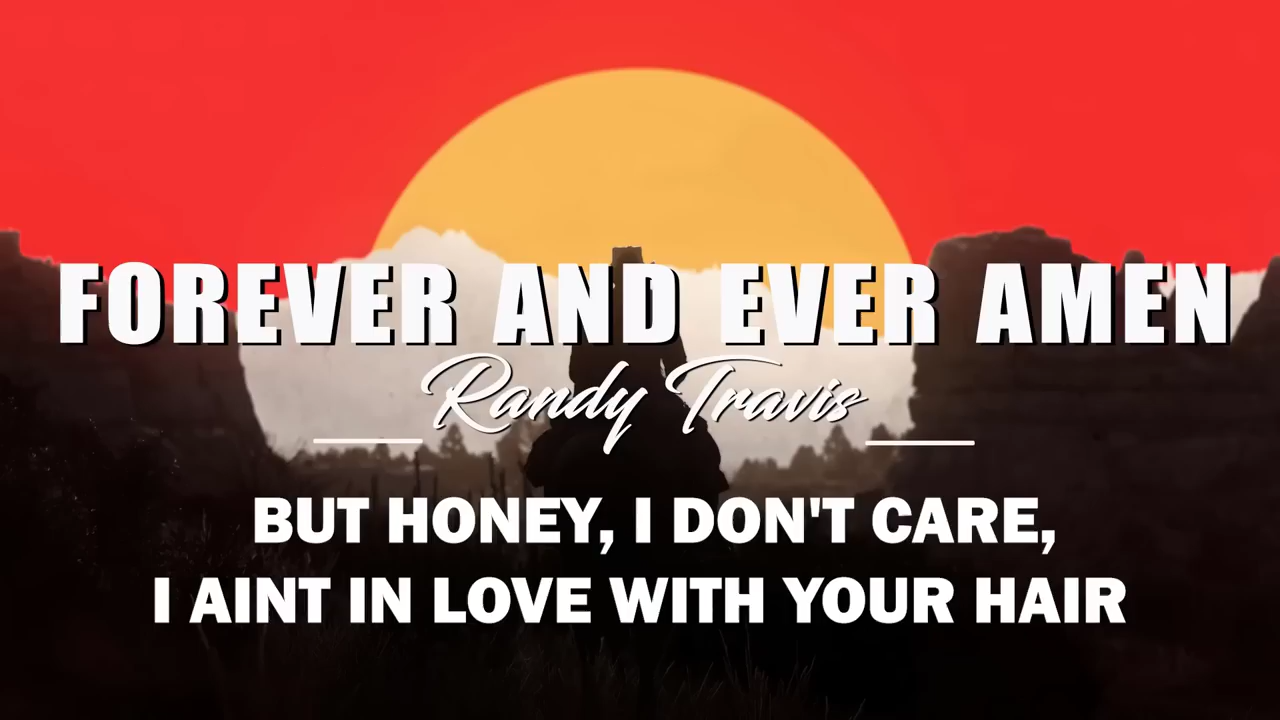 FOREVER AND EVER AMEN
Randy Travis
BUT HONEY, I DON'T CARE,
I AINT IN LOVE WITH YOUR HAIR